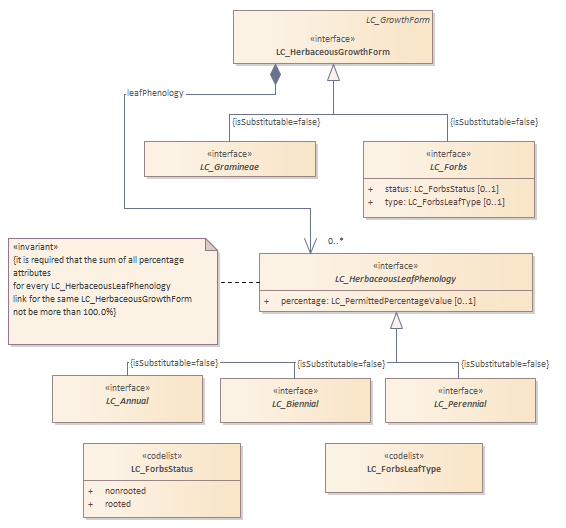 LC_GrowthForm
«interface»
LC_HerbaceousGrowthForm
leafPhenology
{isSubstitutable=false}
{isSubstitutable=false}
«interface»
LC_Gramineae
«interface»
LC_Forbs
+ status: LC_ForbsStatus [0..1]
+ type: LC_ForbsLeafType [0..1]
0..*
«invariant»
{it is required that the sum of all percentage
attributes
for every LC_HerbaceousLeafPhenology
link for the same LC_HerbaceousGrowthForm
not be more than 100.0%}
«interface»
LC_HerbaceousLeafPhenology
+ percentage: LC_PermittedPercentageValue [0..1]
{isSubstitutable=false}
{isSubstitutable=false}
{isSubstitutable=false}
«interface»
LC_Annual
«interface»
LC_Biennial
«interface»
LC_Perennial
«codelist»
LC_ForbsStatus
+ nonrooted
+ rooted
«codelist»
LC_ForbsLeafType